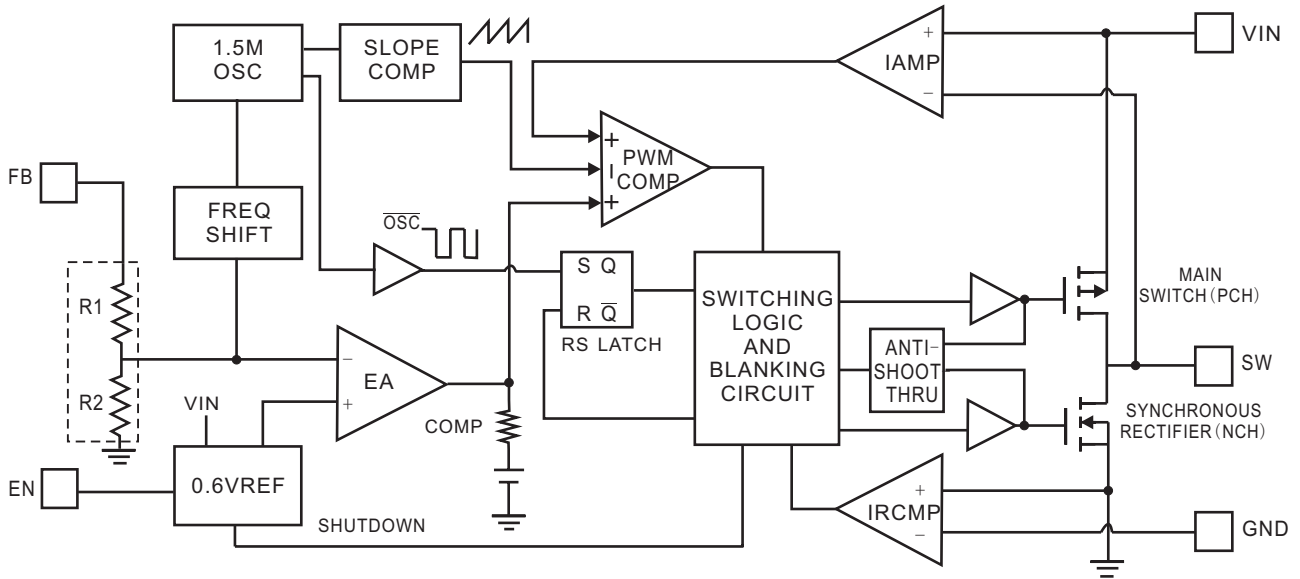 1.5M
OSC
SLOPE
COMP
+
IAMP
−
VIN
FB
FREQ
SHIFT
+
PWM
COMP
−
+
OSC
R1
R2
S Q
R Q
RS LATCH
SWITCHING
LOGIC
AND
BLANKING
CIRCUIT
ANTI−
SHOOT
THRU
MAIN
SWITCH(PCH)
SW
SYNCHRONOUS
RECTIFIER(NCH)
−
EA
+
VIN
COMP
EN
0.6VREF
SHUTDOWN
+
IRCMP
−
GND